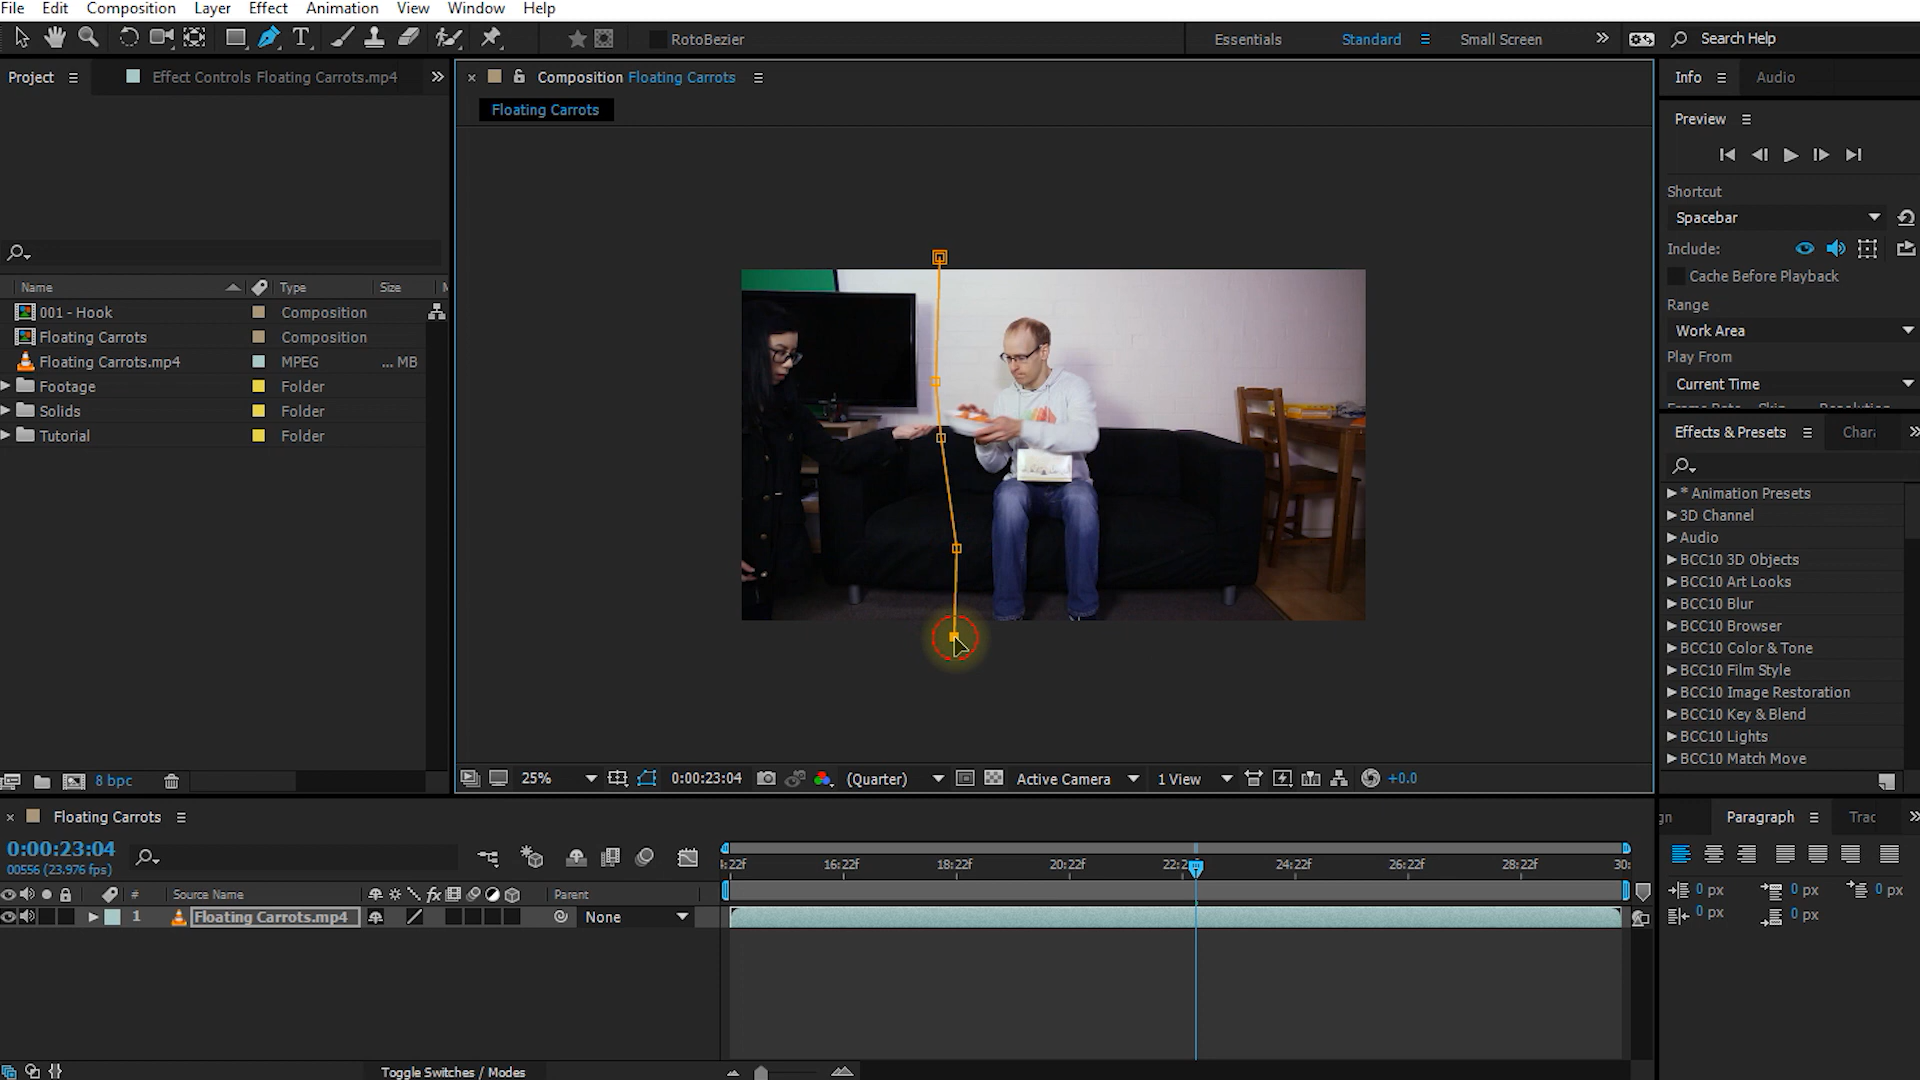 File Edit Composition Layer Effect Animation View Window Help
RotoBezier
Essentials Standard Small Screen Search Help
Project Effect Controls Floating Carrots.mp4
Composition Floating Carrots
Floating Carrots
Info Audio
Preview
Shortcut
Spacebar
Include:
Cache Before Playback
Range
Work Area
Play From
Current Time
Frame Rate Skip Resolution
Name Type Size M
001 - Hook Composition
Floating Carrots Composition
Floating Carrots.mp4 MPEG ... MB
Footage Folder
Solids Folder
Tutorial Folder
Effects & Presets Char
* Animation Presets
3D Channel
Audio
BCC10 3D Objects
BCC10 Art Looks
BCC10 Blur
BCC10 Browser
BCC10 Color & Tone
BCC10 Film Style
BCC10 Image Restoration
BCC10 Key & Blend
BCC10 Lights
BCC10 Match Move
8 bpc
25% 0:00:23:04 (Quarter) Active Camera 1 View +0.0
Floating Carrots
0:00:23:04
00556 (23.976 fps)
:22f 16:22f 18:22f 20:22f 22:2 24:22f 26:22f 28:22f 30:
# Source Name fx Parent
1 Floating Carrots.mp4 None
gn Paragraph Trac
0 px 0 px 0 px
0 px 0 px
Toggle Switches / Modes